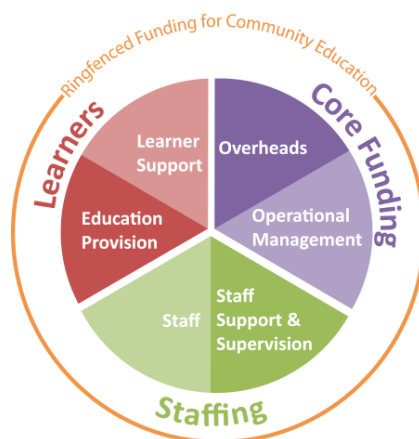 Ringfenced Funding for Community Education
Learners
Core Funding
Learner
Support
Overheads
Education
Provision
Operational
Management
Staff
Staff
Support &
Supervision
Staffing